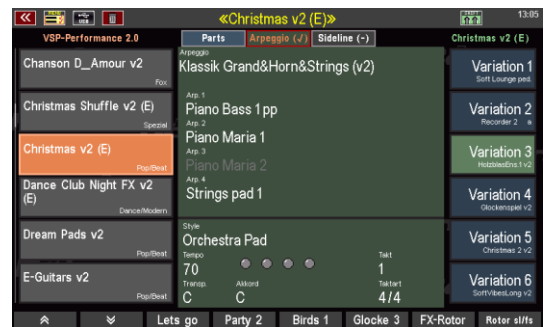 «Christmas v2 (E)»
13:05
VSP-Performance 2.0
Parts
Arpeggio (√)
Sideline (-)
Christmas v2 (E)
Chanson D_Amour v2
Fox
Christmas Shuffle v2 (E)
Spezial
Christmas v2 (E)
Pop/Beat
Dance Club Night FX v2 (E)
Dance/Modern
Dream Pads v2
Pop/Beat
E-Guitars v2
Pop/Beat
Arpeggio
Klassik Grand&Horn&Strings (v2)
Arp. 1
Piano Bass 1pp
Arp. 2
Piano Maria 1
Arp. 3
Piano Maria 2
Arp. 4
Strings pad 1
Style
Orchestra Pad
Tempo
70
Takt
1
Transp.
C
Akkord
C
Taktart
4/4
Variation 1
Soft Lounge ped.
Variation 2
Recorder 2 a
Variation 3
HolzblasEns.1 v2
Variation 4
Glockenspiel v2
Variation 5
Christmas 2 v2
Variation 6
SoftVibesLong v2
Lets go
Party 2
Birds 1
Glocke 3
FX-Rotor
Rotor sl/fs